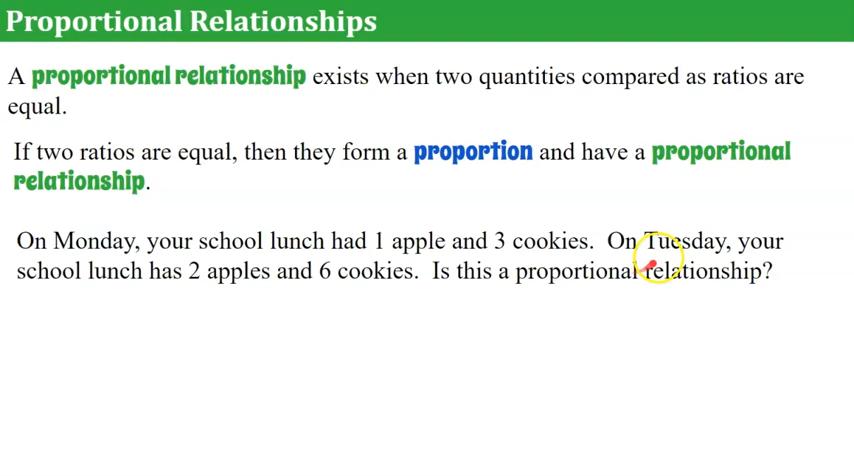 Proportional Relationships
A proportional relationship exists when two quantities compared as ratios are
equal.
If two ratios are equal, then they form a proportion and have a proportional
relationship.
On Monday, your school lunch had 1 apple and 3 cookies. On Tuesday, your
school lunch has 2 apples and 6 cookies. Is this a proportional relationship?